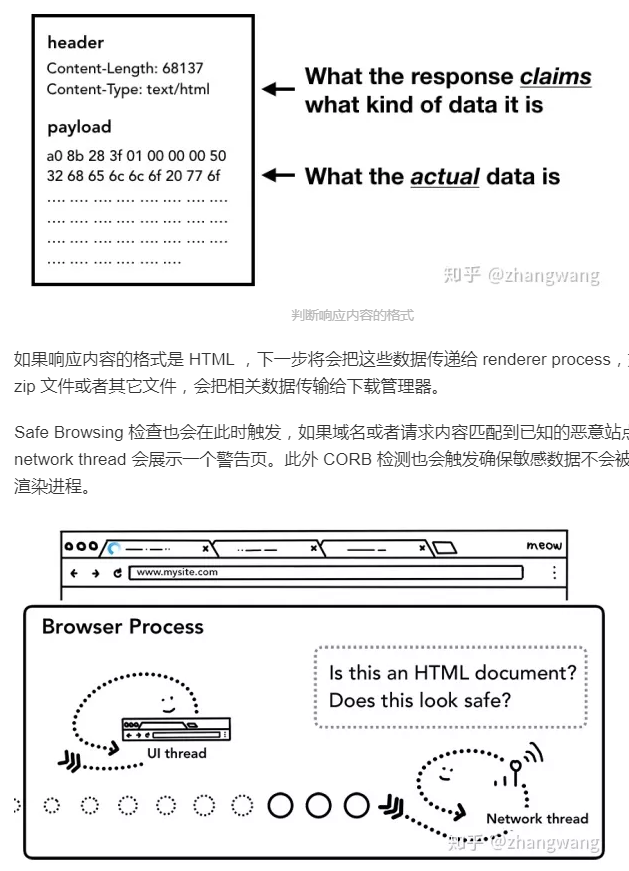 header
Content-Length: 68137
Content-Type: text/html
What the response claims
what kind of data it is
payload
a0 8b 28 3f 01 00 00 00 50
32 68 65 6c 6c 6f 20 77 6f
What the actual data is
.... .... .... .... .... .... .... ....
.... .... .... .... .... .... .... ....
.... .... .... .... .... .... .... ....
.... .... .... .... .... ....
知乎 @zhangwang
判断响应内容的格式
如果响应内容的格式是 HTML ，下一步将会把这些数据传递给 renderer process，
zip 文件或者其它文件，会把相关数据传输给下载管理器。
Safe Browsing 检查也会在此时触发，如果域名或者请求内容匹配到已知的恶意站点
network thread 会展示一个警告页。此外 CORB 检测也会触发确保敏感数据不会被
渲染进程。
meow
www.mysite.com
Browser Process
Is this an HTML document?
Does this look safe?
UI thread
Network thread
知乎 @zhangwang